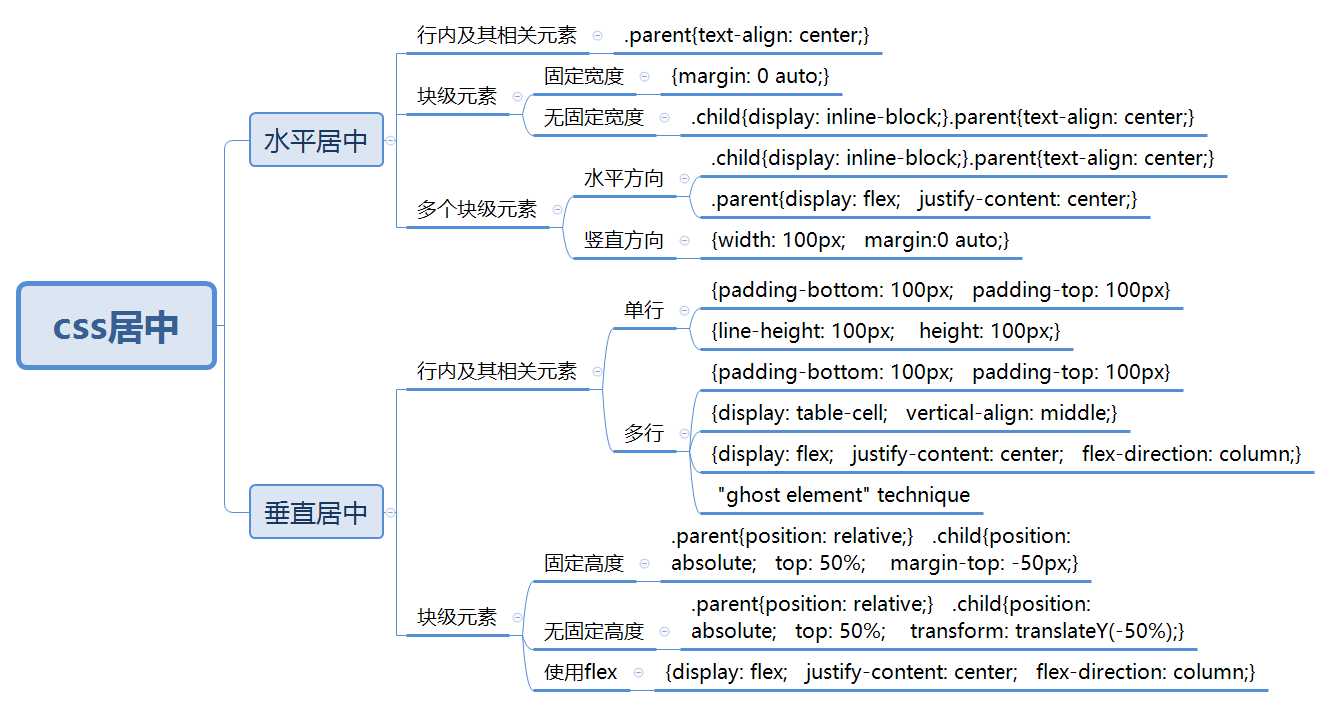 css居中
水平居中
行内及其相关元素
.parent{text-align: center;}
块级元素
固定宽度
{margin: 0 auto;}
无固定宽度
.child{display: inline-block;}.parent{text-align: center;}
多个块级元素
水平方向
.child{display: inline-block;}.parent{text-align: center;}
.parent{display: flex;   justify-content: center;}
竖直方向
{width: 100px;   margin:0 auto;}
垂直居中
行内及其相关元素
单行
{padding-bottom: 100px;   padding-top: 100px}
{line-height: 100px;    height: 100px;}
多行
{padding-bottom: 100px;   padding-top: 100px}
{display: table-cell;   vertical-align: middle;}
{display: flex;   justify-content: center;   flex-direction: column;}
"ghost element" technique
块级元素
固定高度
.parent{position: relative;}   .child{position:
absolute;   top: 50%;    margin-top: -50px;}
无固定高度
.parent{position: relative;}   .child{position:
absolute;   top: 50%;    transform: translateY(-50%);}
使用flex
{display: flex;   justify-content: center;   flex-direction: column;}